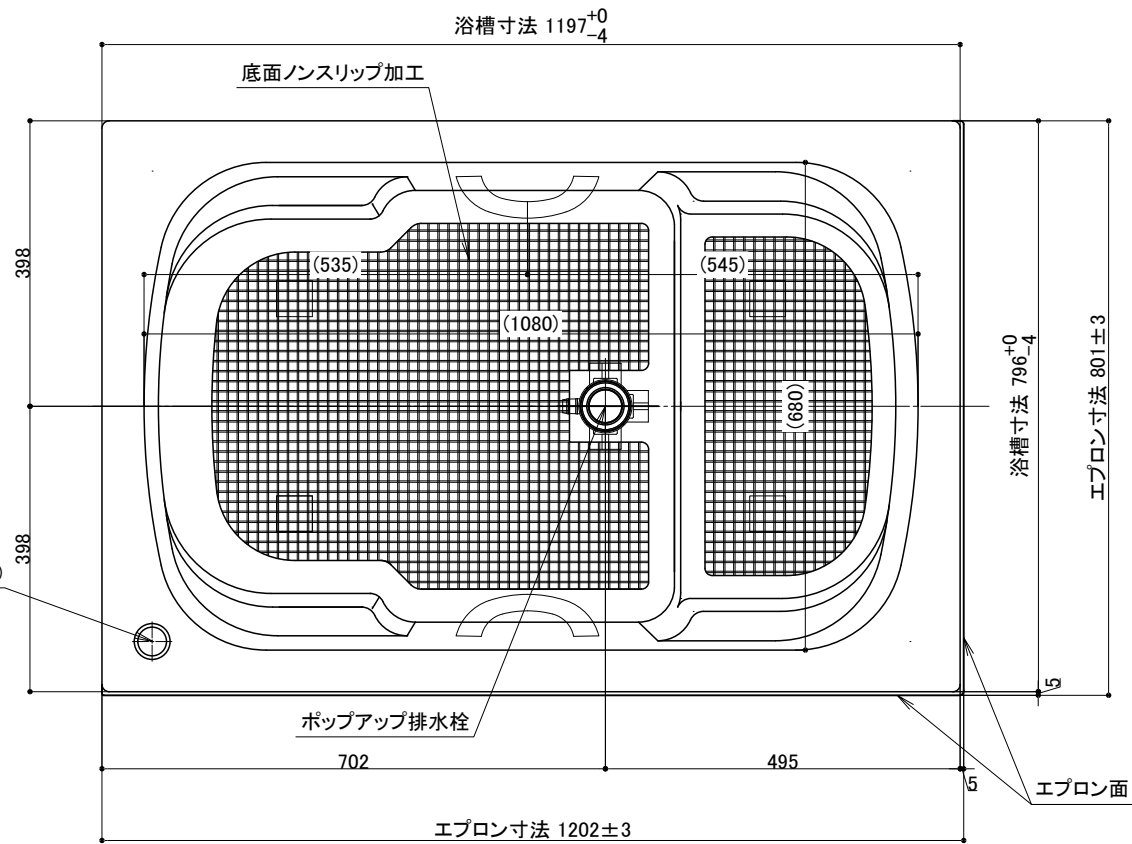 浴槽寸法 1197+0−4
底面ノンスリップ加工
398
(535)
(545)
(1080)
(680)
浴槽寸法 796+0−4
エプロン寸法 801±3
398
5
ポップアップ排水栓
702
495
5
エプロン面
エプロン寸法 1202±3